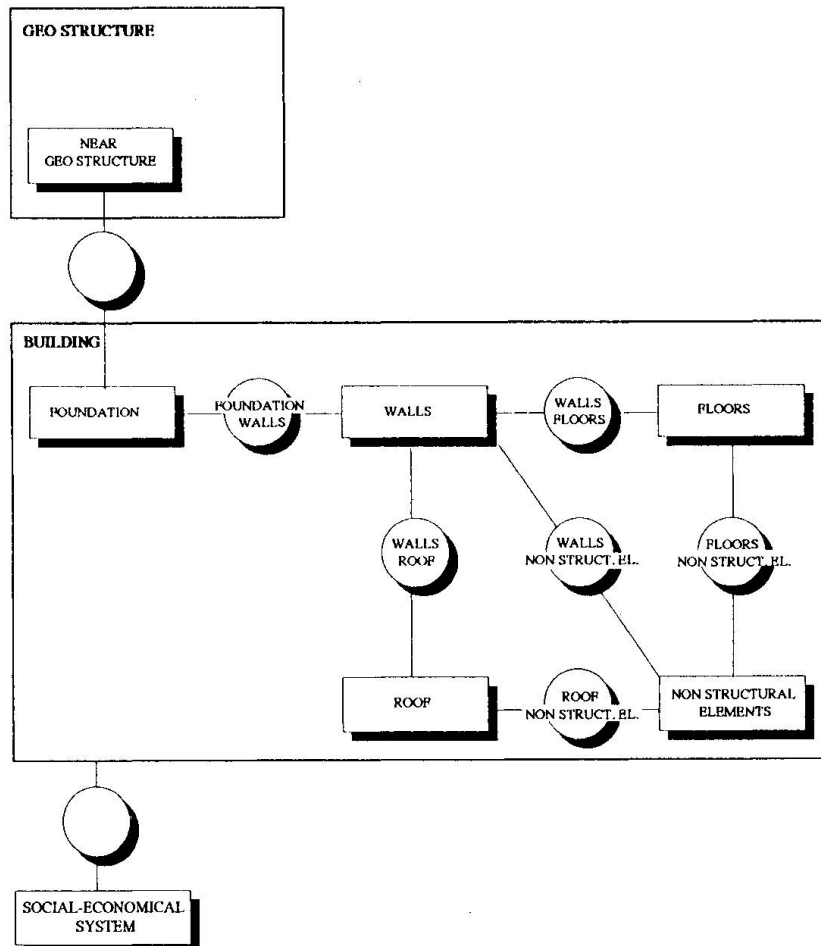 GEO STRUCTURE
NEAR
GEO STRUCTURE
BUILDING
FOUNDATION
FOUNDATION
WALLS
WALLS
WALLS
FLOORS
FLOORS
WALLS
ROOF
WALLS
NON STRUCT. EL.
FLOORS
NON STRUCT. EL.
ROOF
ROOF
NON STRUCT. EL.
NON STRUCTURAL
ELEMENTS
SOCIAL-ECONOMICAL
SYSTEM